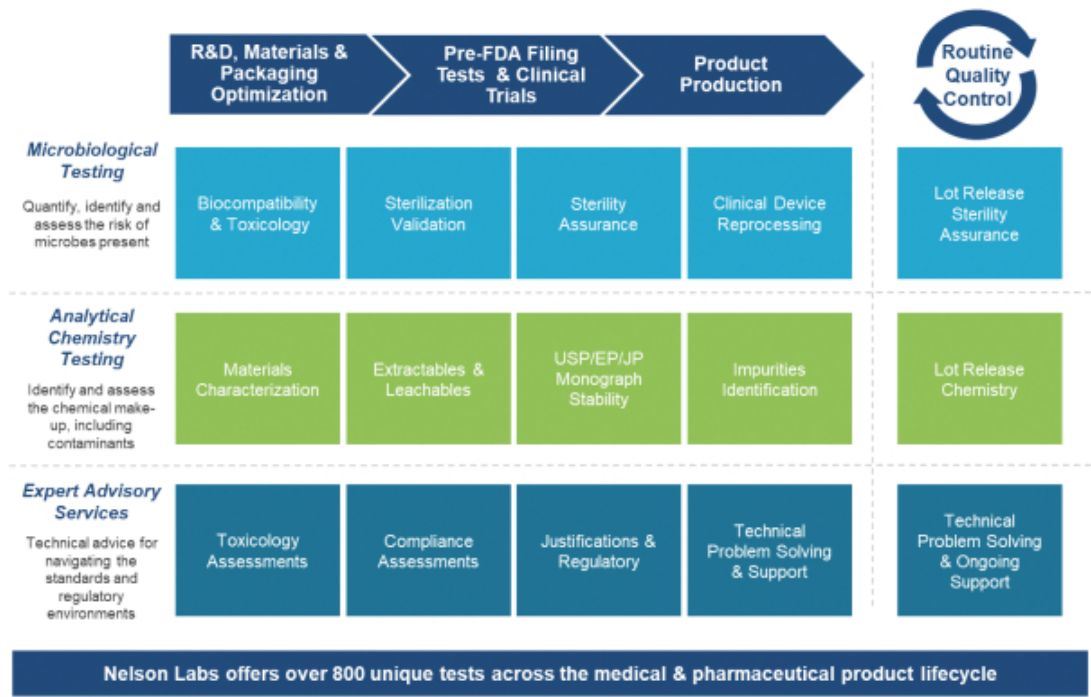 R&D, Materials &
Packaging
Optimization
Pre-FDA Filing
Tests & Clinical
Trials
Product
Production
Routine
Quality
Control
Microbiological
Testing
Quantify, identify and
assess the risk of
microbes present
Biocompatibility
& Toxicology
Sterilization
Validation
Sterility
Assurance
Clinical Device
Reprocessing
Lot Release
Sterility
Assurance
Analytical
Chemistry
Testing
Identify and assess
the chemical make-
up, including
contaminants
Materials
Characterization
Extractables &
Leachables
USP/EP/JP
Monograph
Stability
Impurities
Identification
Lot Release
Chemistry
Expert Advisory
Services
Technical advice for
navigating the
standards and
regulatory
environments
Toxicology
Assessments
Compliance
Assessments
Justifications &
Regulatory
Technical
Problem Solving
& Support
Technical
Problem Solving
& Ongoing
Support
Nelson Labs offers over 800 unique tests across the medical & pharmaceutical product lifecycle